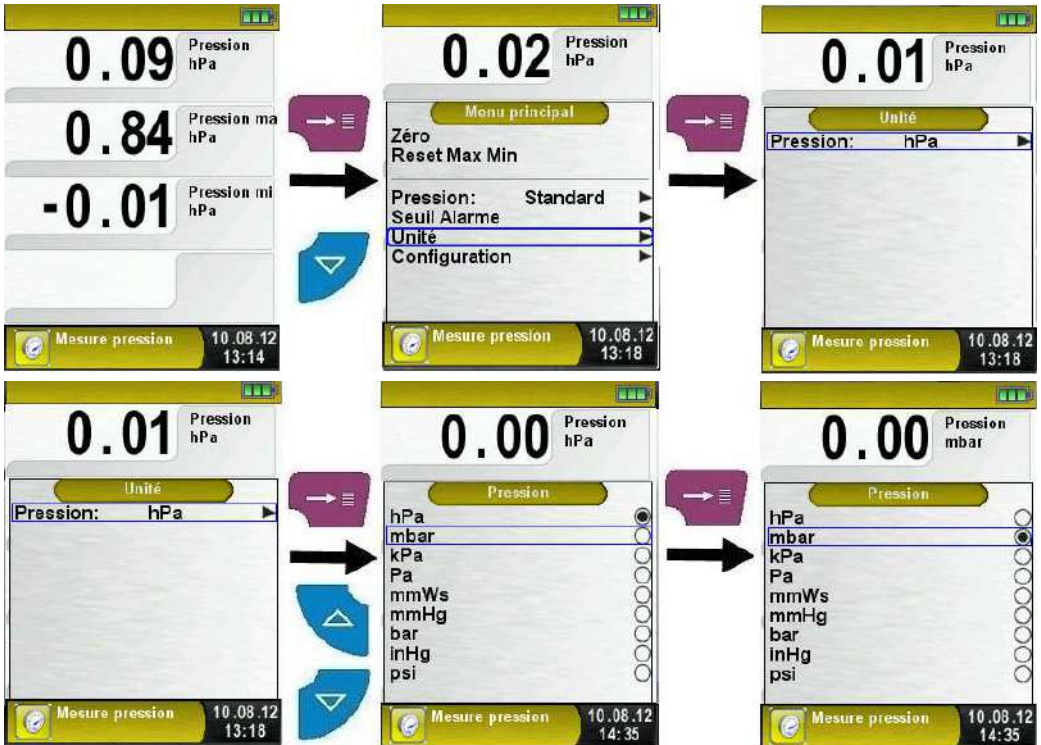 0.09 Pression
hPa
0.84 Pression ma
hPa
-0.01 Pression mi
hPa
Mesure pression 10.08.12
13:14
0.02 Pression
hPa
Menu principal
Zéro
Reset Max Min
Pression: Standard
Seuil Alarme
Unité
Configuration
Mesure pression 10.08.12
13:18
0.01 Pression
hPa
Unité
Pression: hPa
Mesure pression 10.08.12
13:18
0.01 Pression
hPa
Unité
Pression: hPa
Mesure pression 10.08.12
13:18
0.00 Pression
hPa
Pression
hPa
mbar
kPa
Pa
mmWs
mmHg
bar
inHg
psi
Mesure pression 10.08.12
14:35
0.00 Pression
mbar
Pression
hPa
mbar
kPa
Pa
mmWs
mmHg
bar
inHg
psi
Mesure pression 10.08.12
14:35